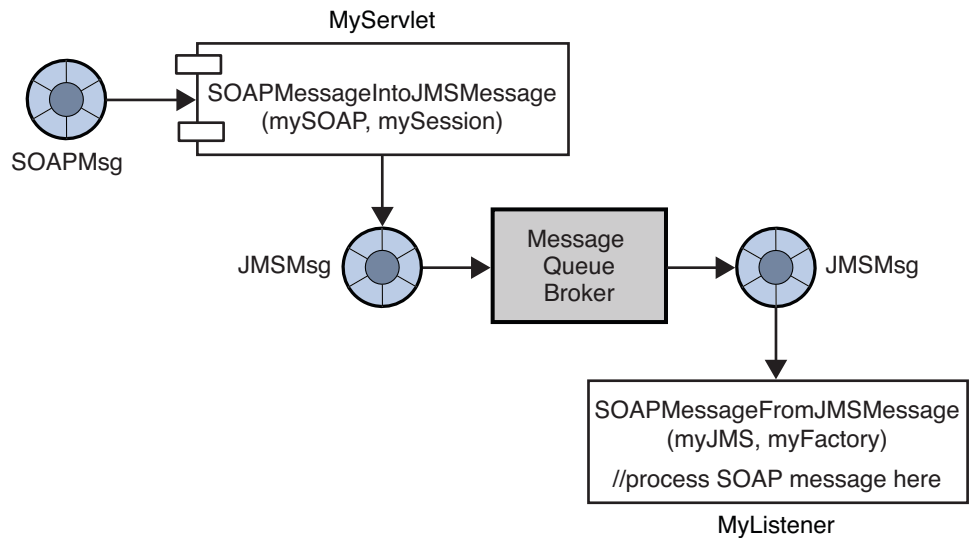 MyServlet
SOAPMessageIntoJMSMessage
(mySOAP, mySession)
SOAPMsg
JMSMsg
Message
Queue
Broker
JMSMsg
SOAPMessageFromJMSMessage
(myJMS, myFactory)
//process SOAP message here
MyListener